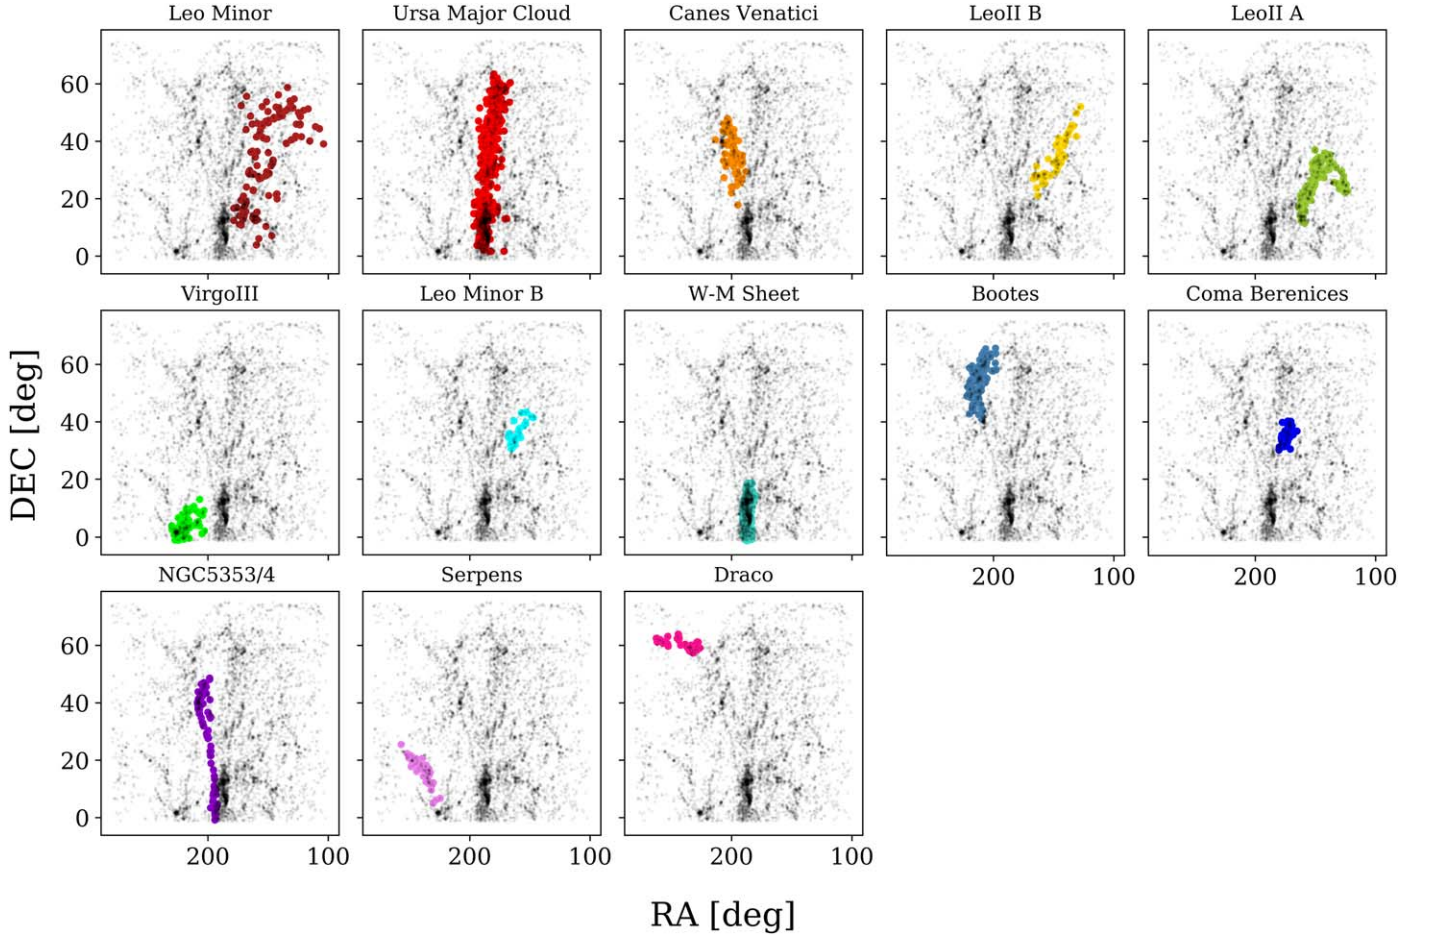 Leo Minor Ursa Major Cloud Canes Venatici LeoII B LeoII A
60
40
20
0
VirgoIII Leo Minor B W-M Sheet Bootes Coma Berenices
60
40
20
0
200 100 200 100
NGC5353/4 Serpens Draco
60
40
20
0
200 100 200 100 200 100
DEC [deg]
RA [deg]